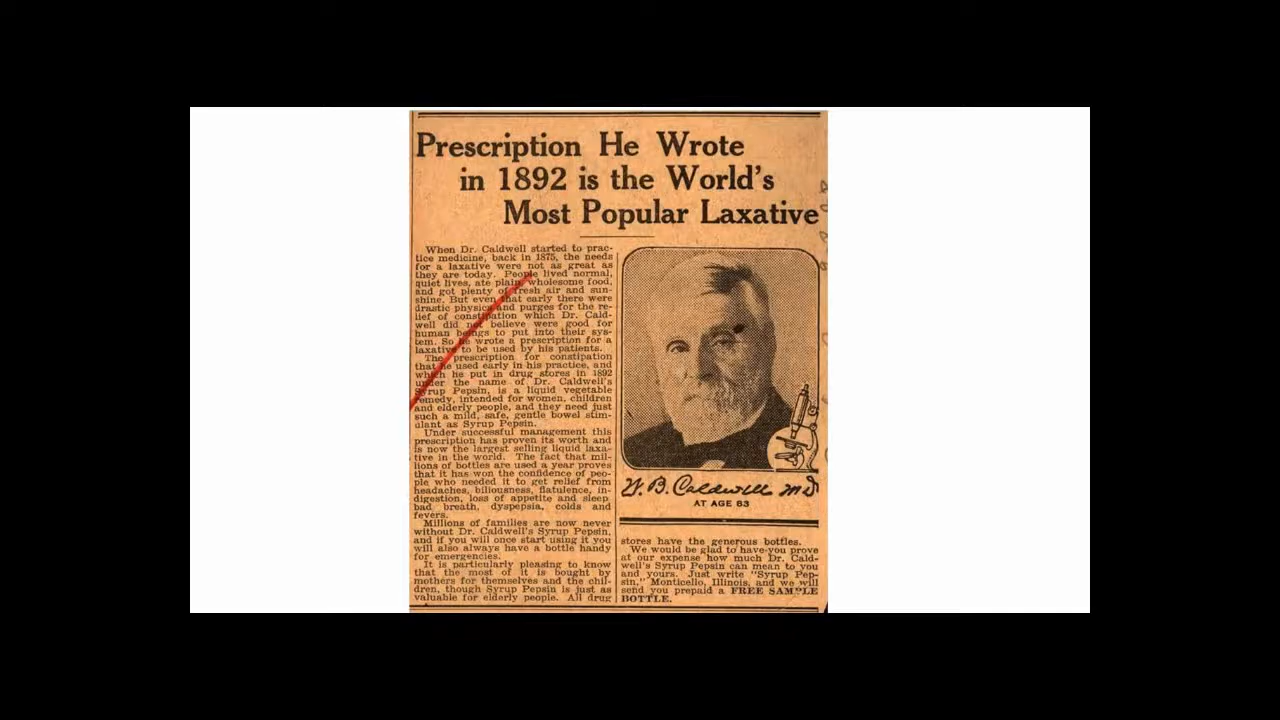 Prescription He Wrote
in 1892 is the World's
Most Popular Laxative
When Dr. Caldwell started to prac-
tice medicine, back in 1875, the needs
for a laxative were not as great as
they are today. People lived normal,
quiet lives, ate plain, wholesome food,
and got plenty of fresh air and sun-
shine. But even that early there were
drastic physics and purges for the re-
lief of constipation which Dr. Cald-
well did not believe were good for
human beings to put into their sys-
tem. So he wrote a prescription for a
laxative to be used by his patients.
The prescription for constipation
that he used early in his practice, and
which he put in drug stores in 1892
under the name of Dr. Caldwell's
Syrup Pepsin, is a liquid vegetable
remedy, intended for women, children
and elderly people, and they need just
such a mild, safe, gentle bowel stim-
ulant as Syrup Pepsin.
Under successful management this
prescription has proven its worth and
is now the largest selling liquid laxa-
tive in the world. The fact that mil-
lions of bottles are used a year proves
that it has won the confidence of peo-
ple who needed it to get relief from
headaches, biliousness, flatulence, in-
digestion, loss of appetite and sleep,
bad breath, dyspepsia, colds and
fevers.
Millions of families are now never
without Dr. Caldwell's Syrup Pepsin,
and if you will once start using it you
will also always have a bottle handy
for emergencies.
It is particularly pleasing to know
that the most of it is bought by
mothers for themselves and the chil-
dren, though Syrup Pepsin is just as
valuable for elderly people. All drug
W. B. Caldwell M D
AT AGE 83
stores have the generous bottles.
We would be glad to have you prove
at our expense how much Dr. Cald-
well's Syrup Pepsin can mean to you
and yours. Just write "Syrup Pep-
sin," Monticello, Illinois, and we will
send you prepaid a FREE SAMPLE
BOTTLE.